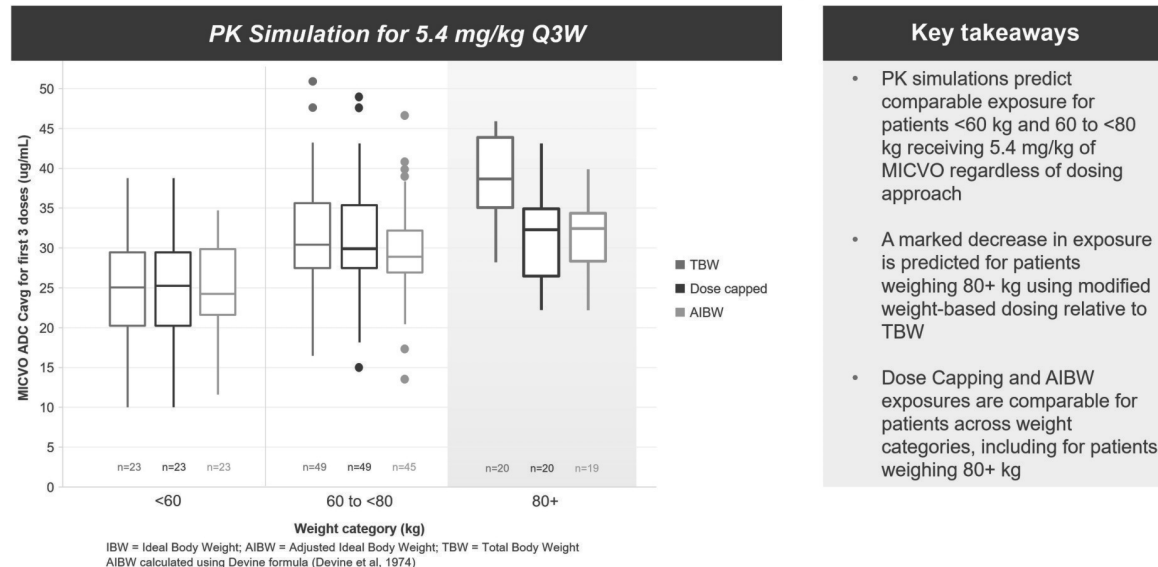 PK Simulation for 5.4 mg/kg Q3W
MICVO ADC Cavg for first 3 doses (ug/mL)
50
45
40
35
30
25
20
15
10
5
0
n=23
n=23
n=23
n=49
n=49
n=45
n=20
n=20
n=19
<60
60 to <80
80+
Weight category (kg)
TBW
Dose capped
AIBW
IBW = Ideal Body Weight; AIBW = Adjusted Ideal Body Weight; TBW = Total Body Weight
AIBW calculated using Devine formula (Devine et al, 1974)
Key takeaways
• PK simulations predict
comparable exposure for
patients <60 kg and 60 to <80
kg receiving 5.4 mg/kg of
MICVO regardless of dosing
approach
• A marked decrease in exposure
is predicted for patients
weighing 80+ kg using modified
weight-based dosing relative to
TBW
• Dose Capping and AIBW
exposures are comparable for
patients across weight
categories, including for patients
weighing 80+ kg